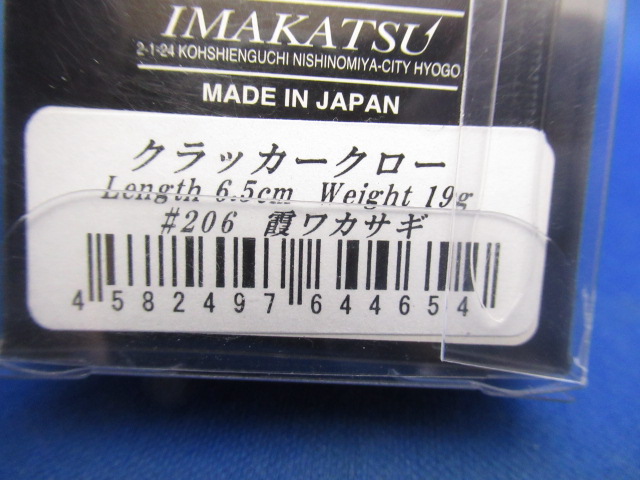 IMAKATSU
2-1-24 KOHSHIENGUCHI NISHINOMIYA-CITY HYOGO
MADE IN JAPAN
クラッカークロー
Length 6.5cm Weight 19g
#206 霞ワカサギ
4 582497 644654